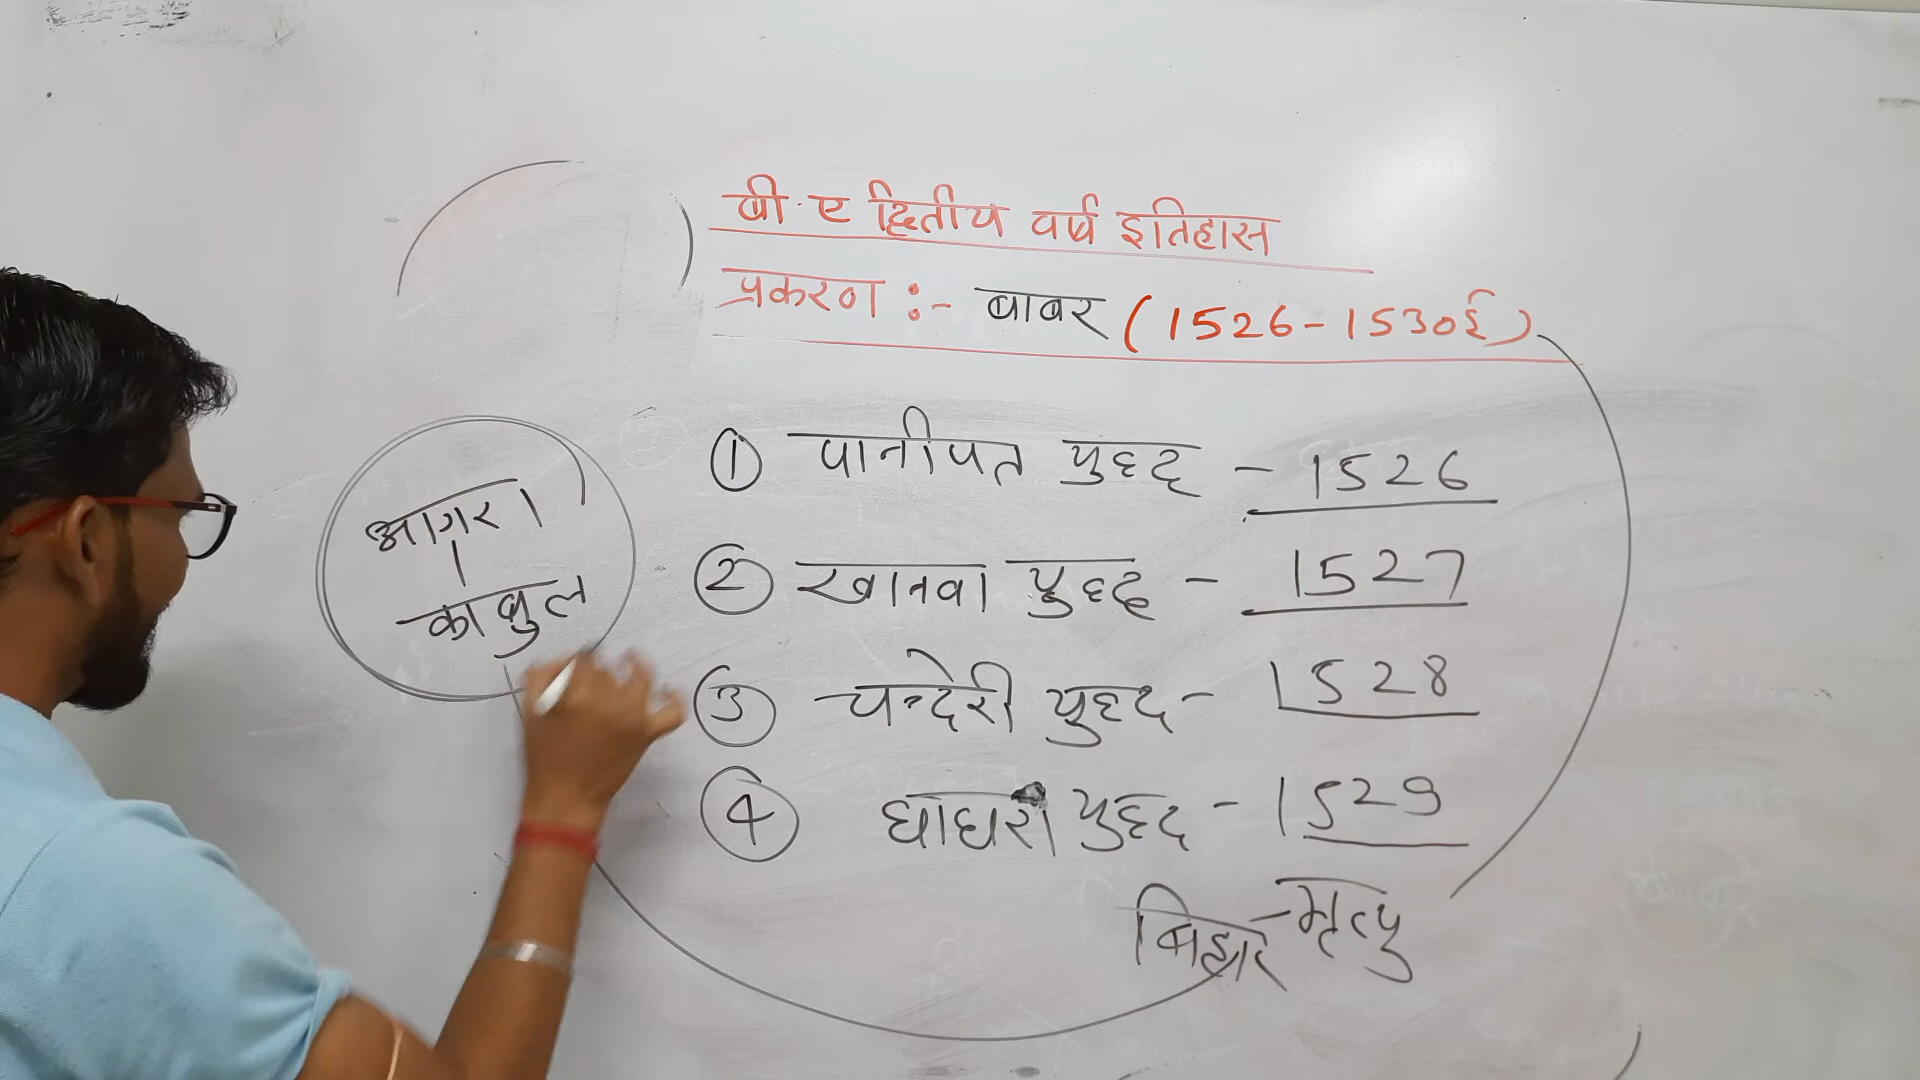 बी.ए द्वितीय वर्ष इतिहास
प्रकरण :- बाबर (1526-1530ई)
① पानीपत युध्द - 1526
② खानवा युध्द - 1527
③ चन्देरी युध्द - 1528
④ घाघरा युध्द - 1529
बिहार - मृत्यु
आगरा
काबुल